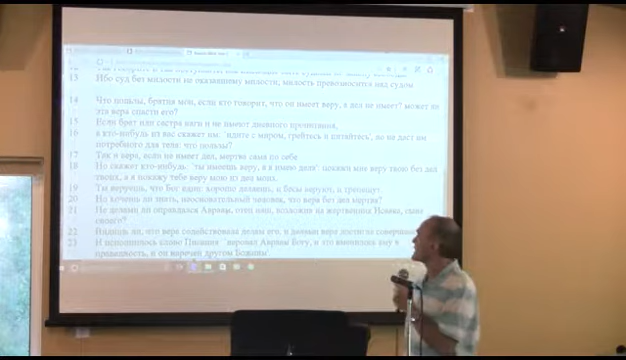 13 Ибо суд без милости не оказавшему милости; милость превозносится над судом
14 Что пользы, братия мои, если кто говорит, что он имеет веру, а дел не имеет? может ли
эта вера спасти его?
15 Если брат или сестра наги и не имеют дневного пропитания,
16 а кто-нибудь из вас скажет им: 'идите с миром, грейтесь и питайтесь', но не даст им
потребного для тела: что пользы?
17 Так и вера, если не имеет дел, мертва сама по себе
18 Но скажет кто-нибудь: 'ты имеешь веру, а я имею дела': покажи мне веру твою без дел
твоих, а я покажу тебе веру мою из дел моих.
19 Ты веруешь, что Бог един: хорошо делаешь; и бесы веруют, и трепещут
20 Но хочешь ли знать, неосновательный человек, что вера без дел мертва?
21 Не делами ли оправдался Авраам, отец наш, возложив на жертвенник Исаака, сына
своего?
22 Видишь ли, что вера содействовала делам его, и делами вера достигла совершен
23 И исполнилось слово Писания: 'веровал Авраам Богу, и это вменилось ему в
праведность, и он наречен другом Божиим'